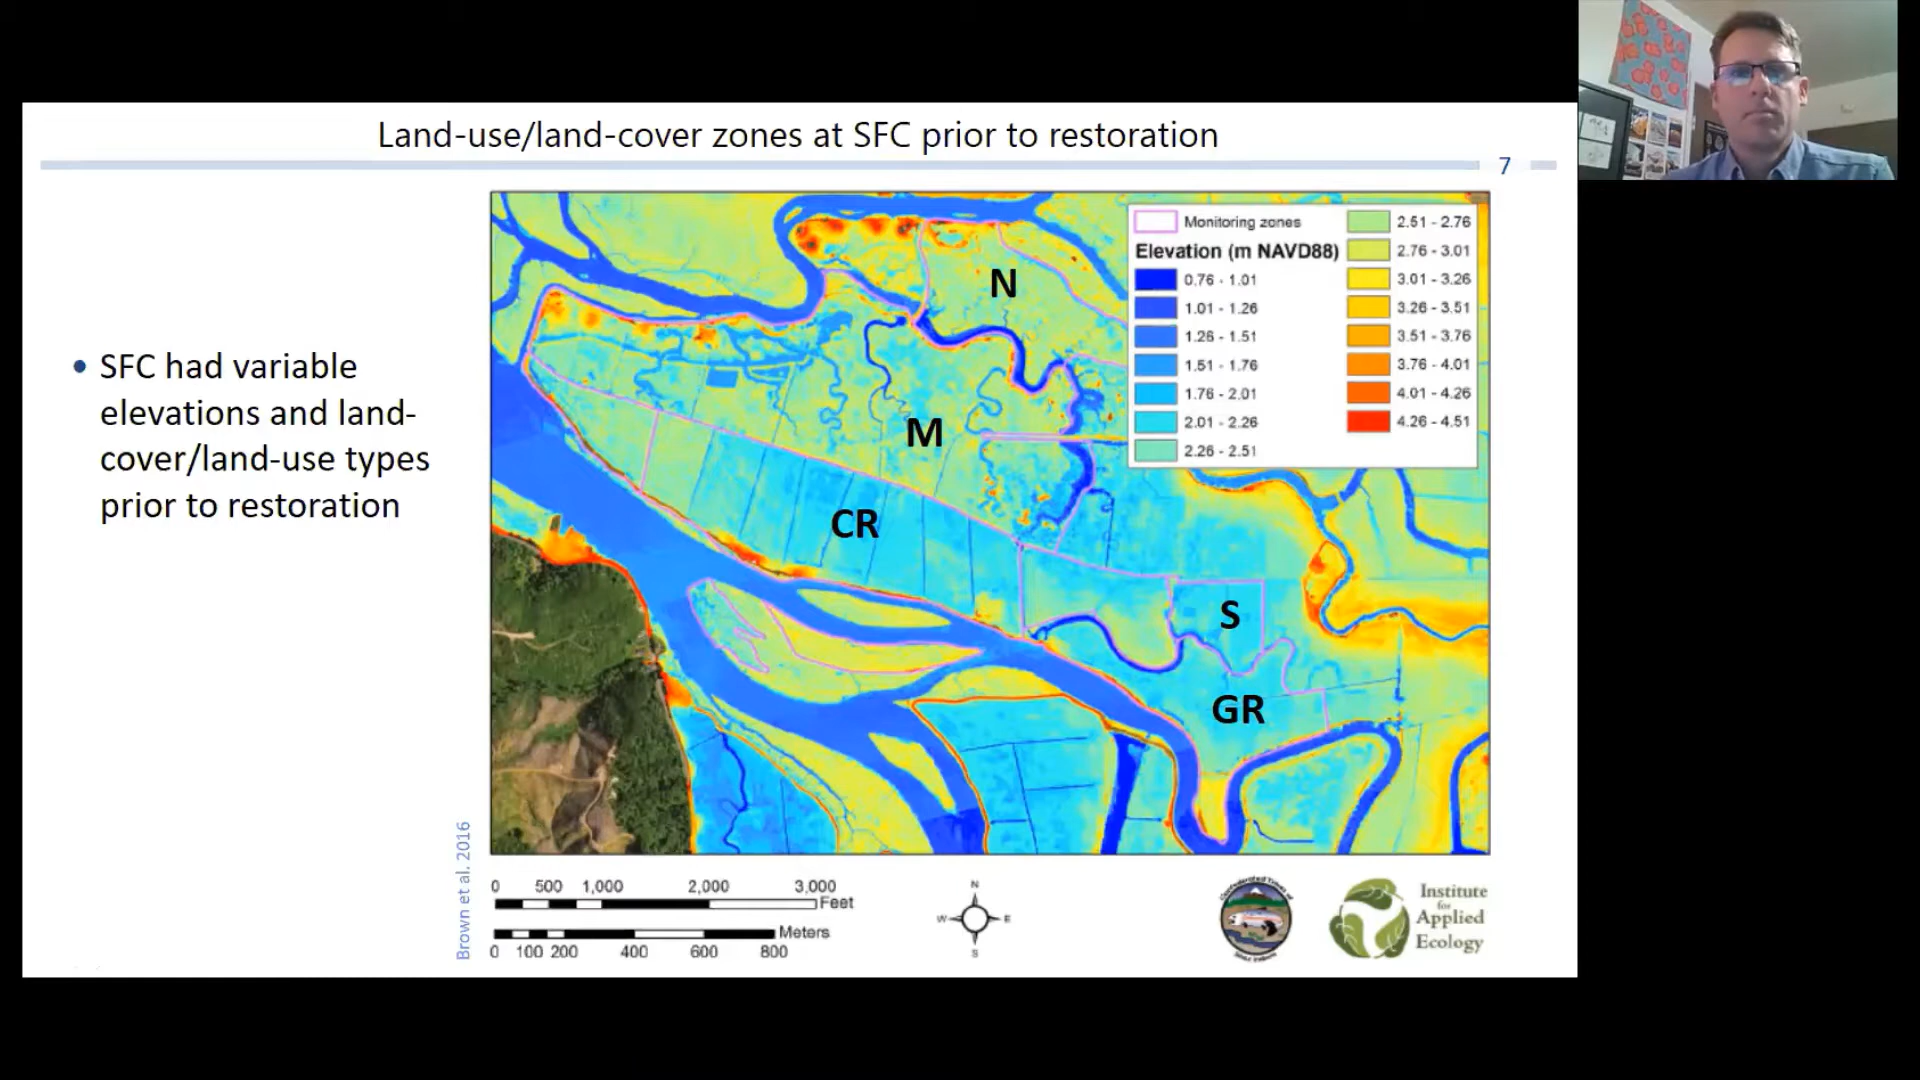 Land-use/land-cover zones at SFC prior to restoration
7
• SFC had variable
elevations and land-
cover/land-use types
prior to restoration
Brown et al. 2016
N
M
CR
S
GR
Monitoring zones
Elevation (m NAVD88)
0.76 - 1.01
1.01 - 1.26
1.26 - 1.51
1.51 - 1.76
1.76 - 2.01
2.01 - 2.26
2.26 - 2.51
2.51 - 2.76
2.76 - 3.01
3.01 - 3.26
3.26 - 3.51
3.51 - 3.76
3.76 - 4.01
4.01 - 4.26
4.26 - 4.51
0 500 1,000 2,000 3,000
Feet
Meters
0 100 200 400 600 800
N
W E
S
Confederated Tribes of
Institute
for
Applied
Ecology